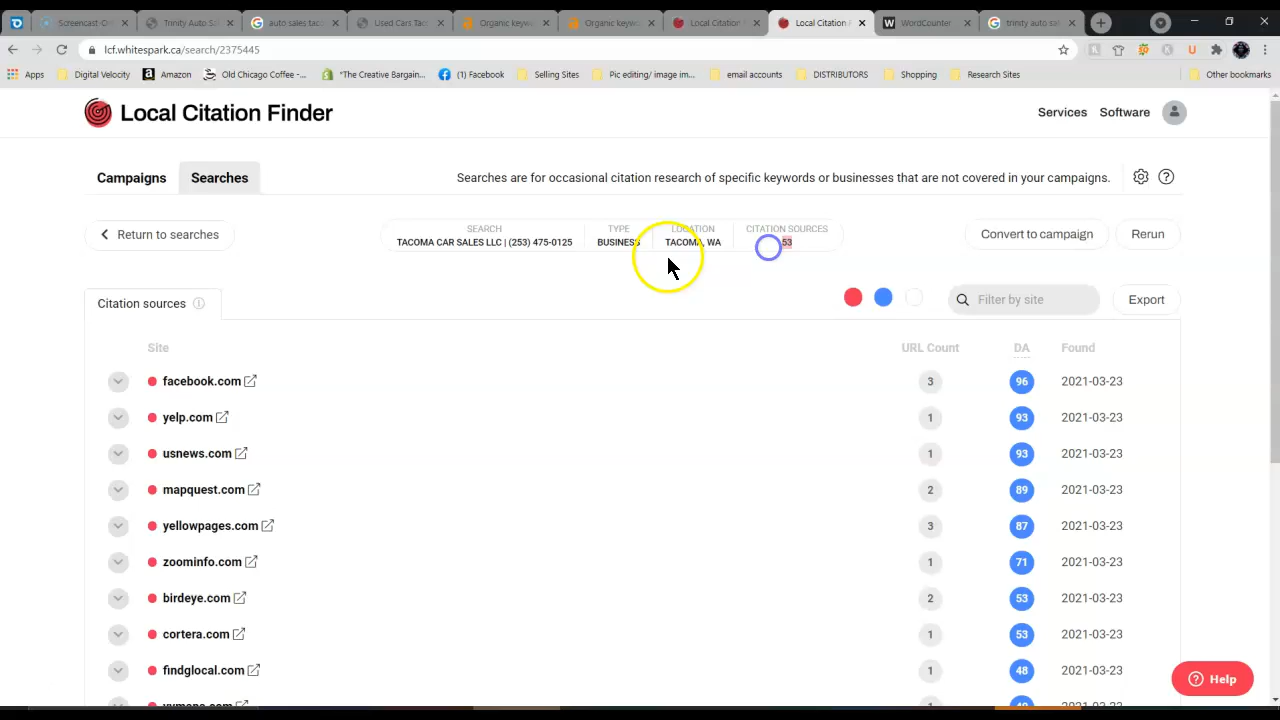 Screencast-O
Trinity Auto Sal
auto sales taco
Used Cars Taco
Organic keyw
Organic keywo
Local Citation F
Local Citation F
WordCounter
trinity auto sal
lcf.whitespark.ca/search/2375445
Apps
Digital Velocity
Amazon
Old Chicago Coffee -...
"The Creative Bargain...
(1) Facebook
Selling Sites
Pic editing/ image im...
email accounts
DISTRIBUTORS
Shopping
Research Sites
Other bookmarks
Local Citation Finder
Services
Software
Campaigns
Searches
Searches are for occasional citation research of specific keywords or businesses that are not covered in your campaigns.
Return to searches
SEARCH
TACOMA CAR SALES LLC | (253) 475-0125
TYPE
BUSINESS
LOCATION
TACOMA, WA
CITATION SOURCES
53
Convert to campaign
Rerun
Citation sources
Filter by site
Export
Site URL Count DA Found
facebook.com 3 96 2021-03-23
yelp.com 1 93 2021-03-23
usnews.com 1 93 2021-03-23
mapquest.com 2 89 2021-03-23
yellowpages.com 3 87 2021-03-23
zoominfo.com 1 71 2021-03-23
birdeye.com 2 53 2021-03-23
cortera.com 1 53 2021-03-23
findglocal.com 1 48 2021-03-23
Help